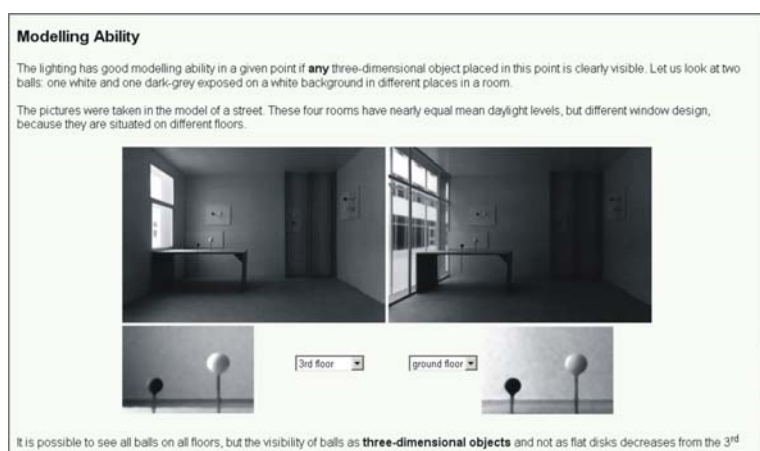 Modelling Ability
The lighting has good modelling ability in a given point if any three-dimensional object placed in this point is clearly visible. Let us look at two
balls: one white and one dark-grey exposed on a white background in different places in a room.
The pictures were taken in the model of a street. These four rooms have nearly equal mean daylight levels, but different window design,
because they are situated on different floors.
3rd floor
ground floor
It is possible to see all balls on all floors, but the visibility of balls as three-dimensional objects and not as flat disks decreases from the 3rd